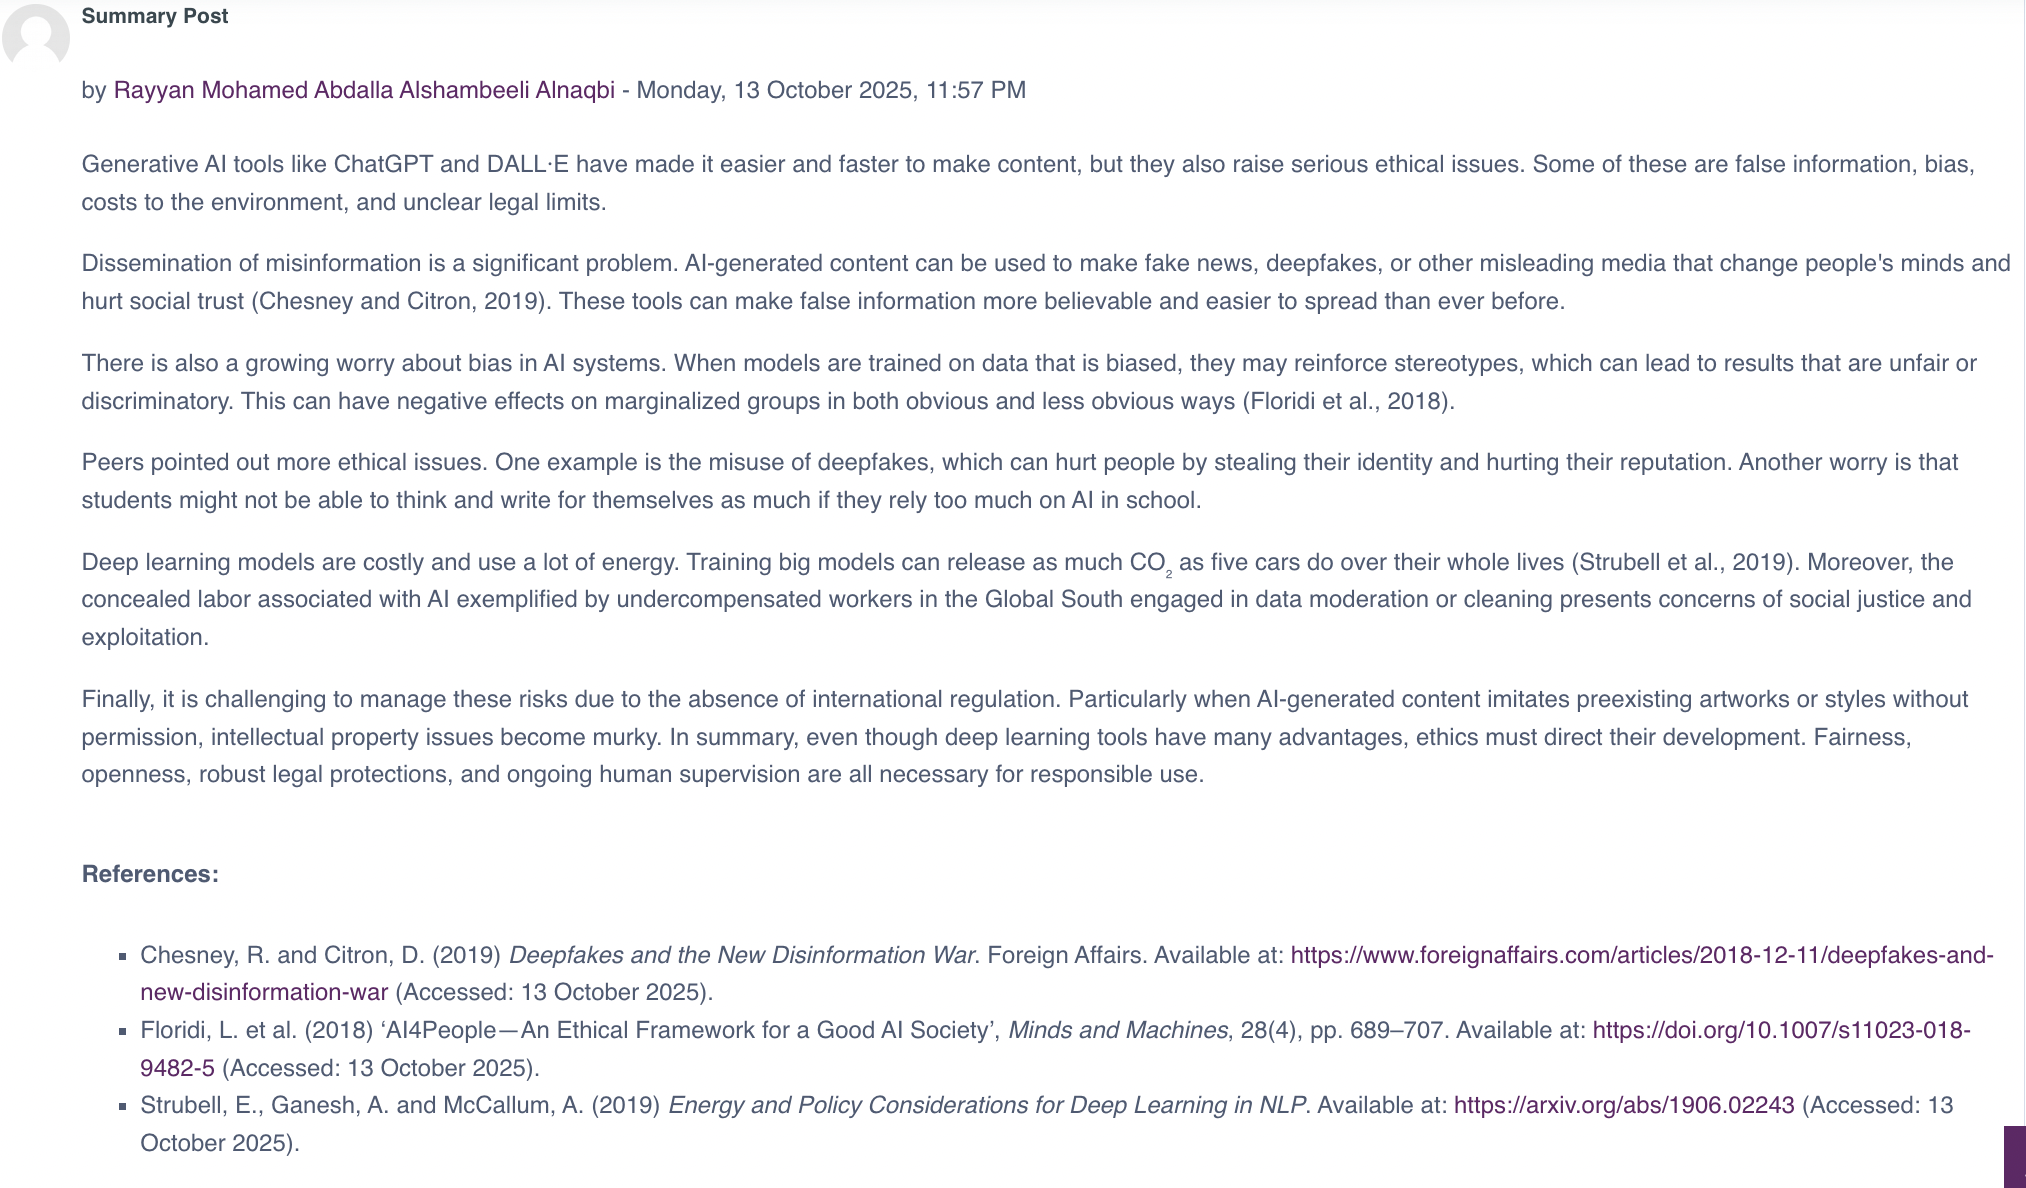 Summary Post
by Rayyan Mohamed Abdalla Alshambeeli Alnaqbi - Monday, 13 October 2025, 11:57 PM
Generative AI tools like ChatGPT and DALL·E have made it easier and faster to make content, but they also raise serious ethical issues. Some of these are false information, bias,
costs to the environment, and unclear legal limits.
Dissemination of misinformation is a significant problem. AI-generated content can be used to make fake news, deepfakes, or other misleading media that change people's minds and
hurt social trust (Chesney and Citron, 2019). These tools can make false information more believable and easier to spread than ever before.
There is also a growing worry about bias in AI systems. When models are trained on data that is biased, they may reinforce stereotypes, which can lead to results that are unfair or
discriminatory. This can have negative effects on marginalized groups in both obvious and less obvious ways (Floridi et al., 2018).
Peers pointed out more ethical issues. One example is the misuse of deepfakes, which can hurt people by stealing their identity and hurting their reputation. Another worry is that
students might not be able to think and write for themselves as much if they rely too much on AI in school.
Deep learning models are costly and use a lot of energy. Training big models can release as much CO₂ as five cars do over their whole lives (Strubell et al., 2019). Moreover, the
concealed labor associated with AI exemplified by undercompensated workers in the Global South engaged in data moderation or cleaning presents concerns of social justice and
exploitation.
Finally, it is challenging to manage these risks due to the absence of international regulation. Particularly when AI-generated content imitates preexisting artworks or styles without
permission, intellectual property issues become murky. In summary, even though deep learning tools have many advantages, ethics must direct their development. Fairness,
openness, robust legal protections, and ongoing human supervision are all necessary for responsible use.
References:
▪ Chesney, R. and Citron, D. (2019) Deepfakes and the New Disinformation War. Foreign Affairs. Available at: https://www.foreignaffairs.com/articles/2018-12-11/deepfakes-and-
new-disinformation-war (Accessed: 13 October 2025).
▪ Floridi, L. et al. (2018) ‘AI4People—An Ethical Framework for a Good AI Society’, Minds and Machines, 28(4), pp. 689–707. Available at: https://doi.org/10.1007/s11023-018-
9482-5 (Accessed: 13 October 2025).
▪ Strubell, E., Ganesh, A. and McCallum, A. (2019) Energy and Policy Considerations for Deep Learning in NLP. Available at: https://arxiv.org/abs/1906.02243 (Accessed: 13
October 2025).